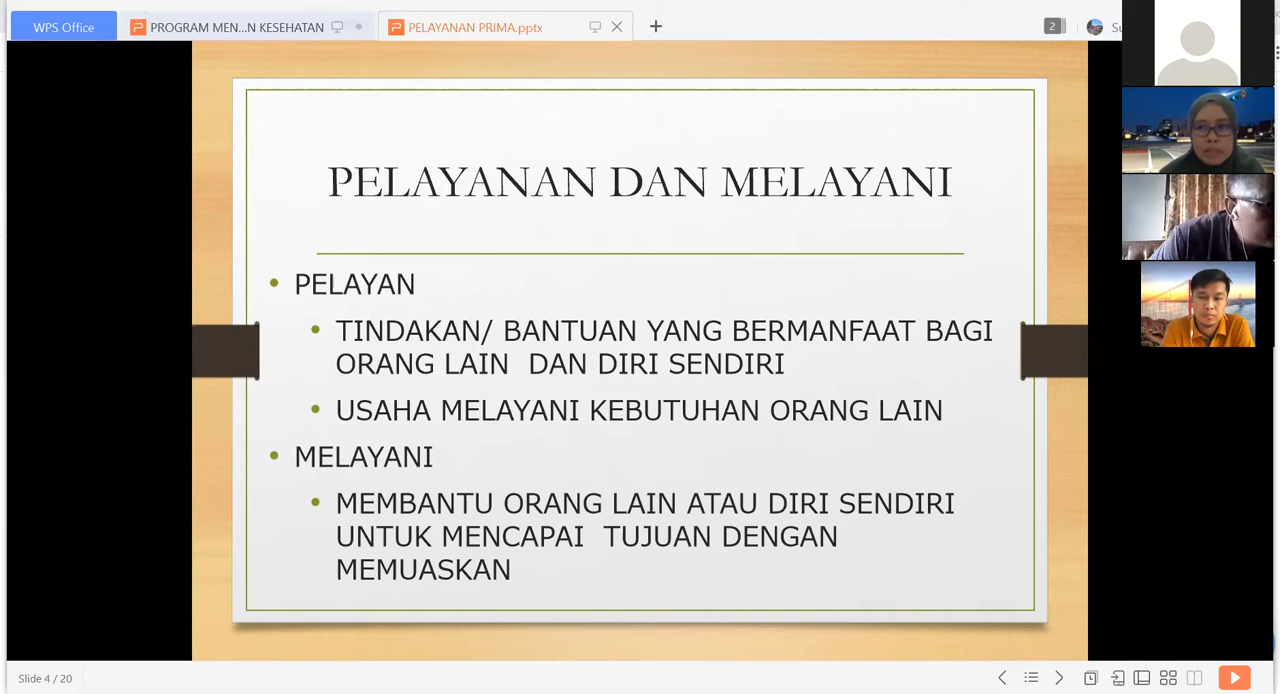 WPS Office
PROGRAM MEN...N KESEHATAN
PELAYANAN PRIMA.pptx
2
PELAYANAN DAN MELAYANI
• PELAYAN
• TINDAKAN/ BANTUAN YANG BERMANFAAT BAGI
ORANG LAIN DAN DIRI SENDIRI
• USAHA MELAYANI KEBUTUHAN ORANG LAIN
• MELAYANI
• MEMBANTU ORANG LAIN ATAU DIRI SENDIRI
UNTUK MENCAPAI TUJUAN DENGAN
MEMUASKAN
Slide 4 / 20